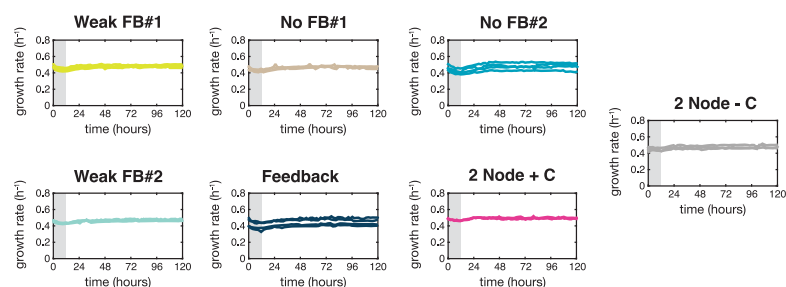 Weak FB#1
growth rate (h⁻¹)
0.8
0.6
0.4
0.2
0
0 24 48 72 96 120
time (hours)
No FB#1
growth rate (h⁻¹)
0.8
0.6
0.4
0.2
0
0 24 48 72 96 120
time (hours)
No FB#2
growth rate (h⁻¹)
0.8
0.6
0.4
0.2
0
0 24 48 72 96 120
time (hours)
2 Node - C
growth rate (h⁻¹)
0.8
0.6
0.4
0.2
0
0 24 48 72 96 120
time (hours)
Weak FB#2
growth rate (h⁻¹)
0.8
0.6
0.4
0.2
0
0 24 48 72 96 120
time (hours)
Feedback
growth rate (h⁻¹)
0.8
0.6
0.4
0.2
0
0 24 48 72 96 120
time (hours)
2 Node + C
growth rate (h⁻¹)
0.8
0.6
0.4
0.2
0
0 24 48 72 96 120
time (hours)